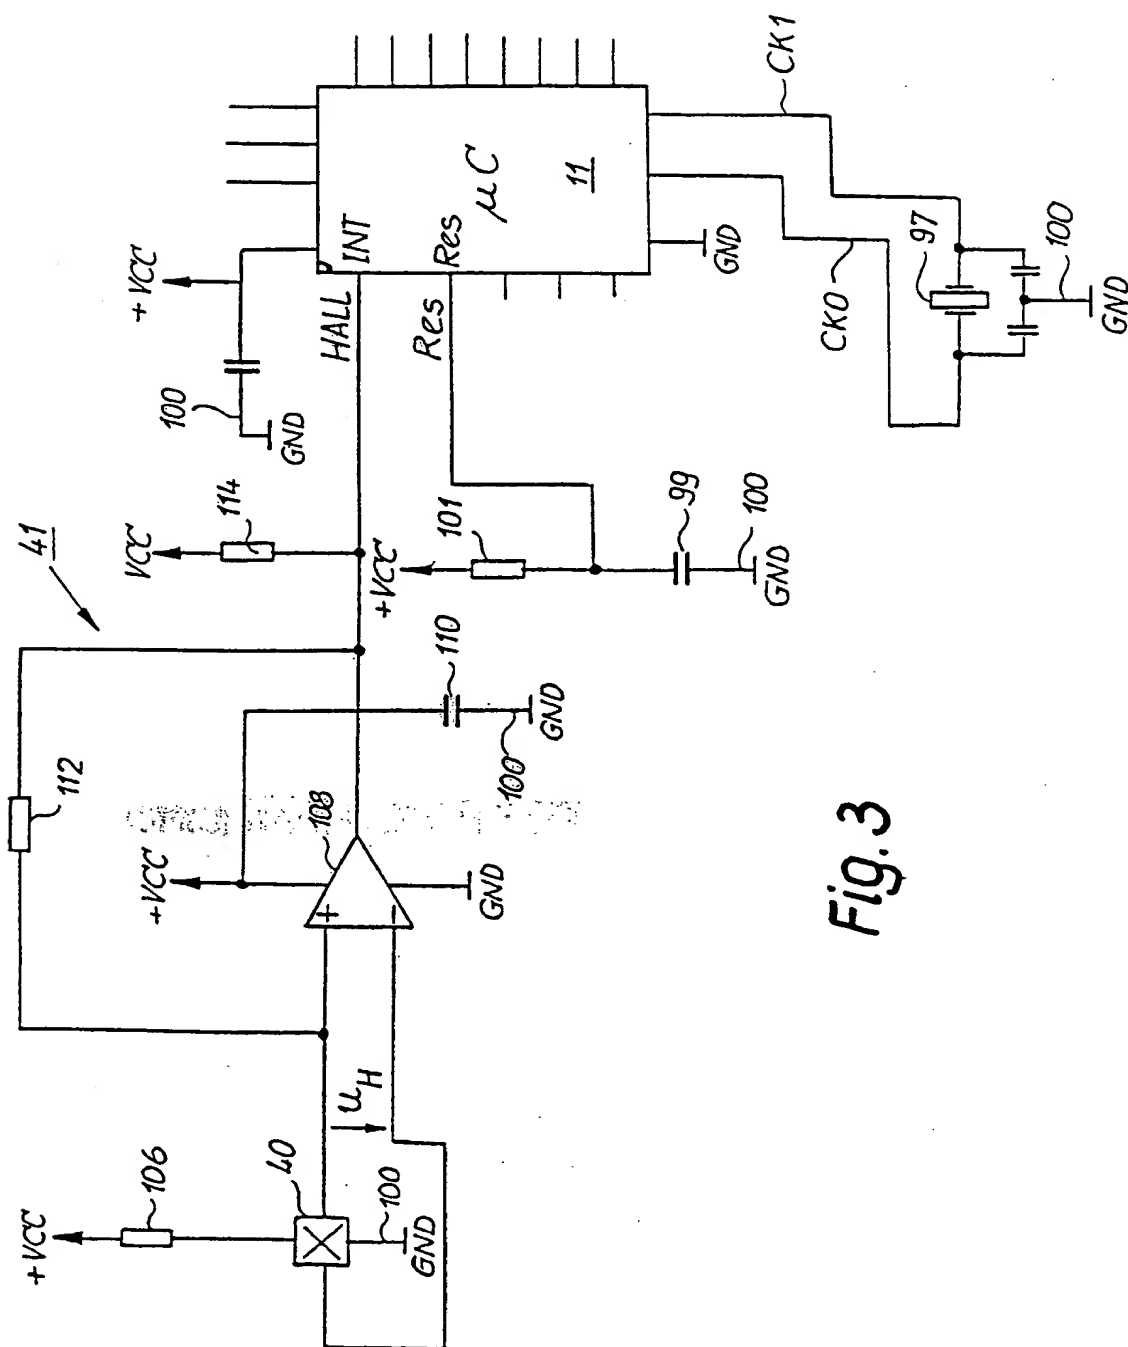 41
+VCC
106
40
100
GND
u_H
112
+VCC
108
GND
110
100
GND
VCC
114
+VCC
100
GND
HALL
INT
Res
Res
µC
11
GND
+VCC
101
99
100
GND
CK1
CK0
97
100
GND
Fig.3